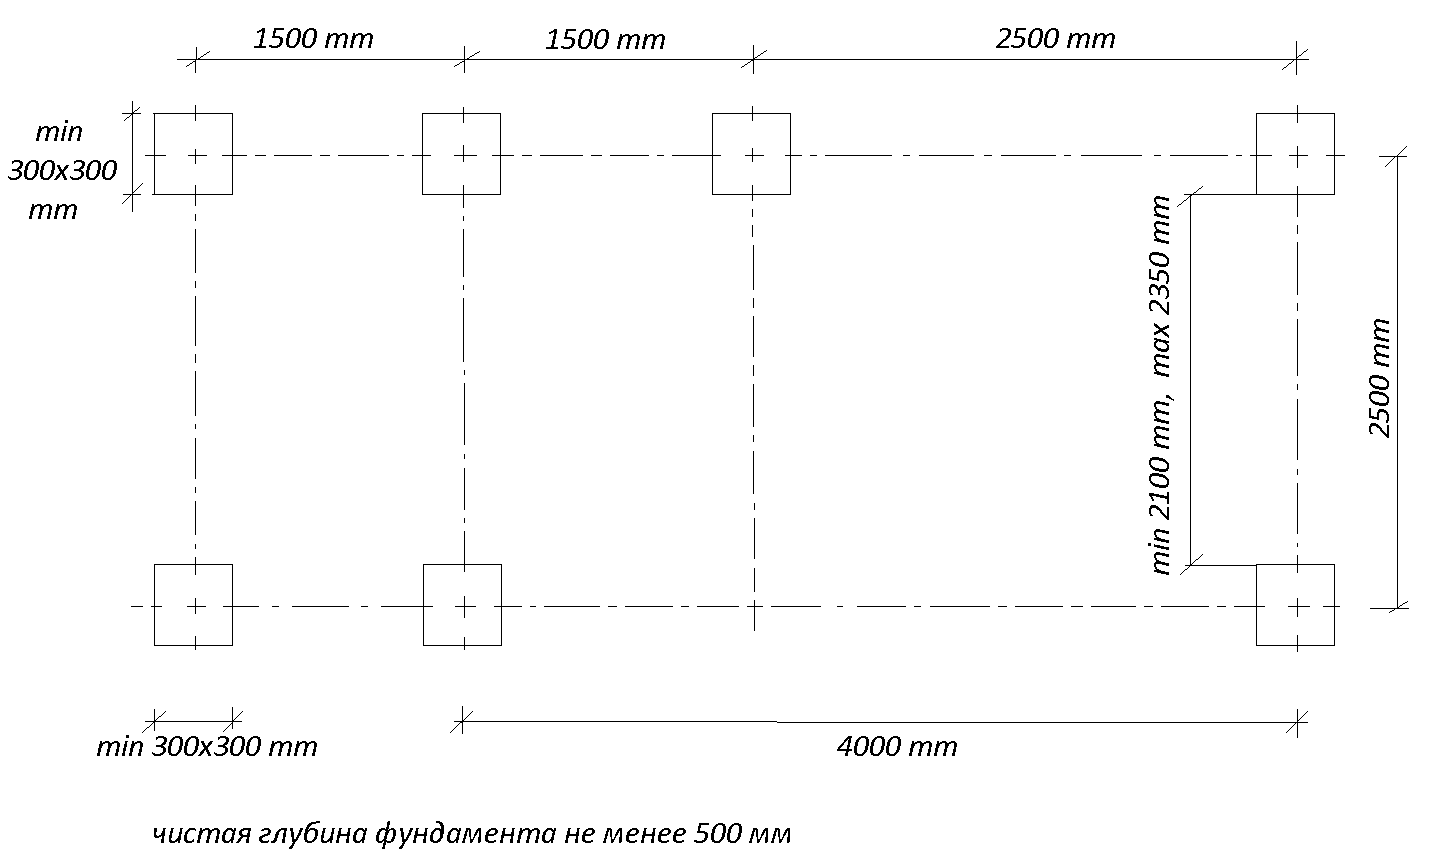 1500 mm
1500 mm
2500 mm
min
300x300
mm
min 2100 mm, max 2350 mm
2500 mm
min 300x300 mm
4000 mm
чистая глубина фундамента не менее 500 мм